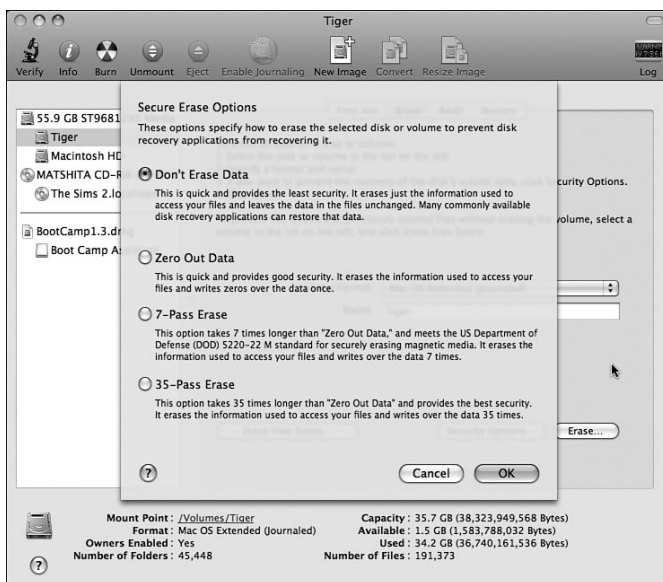 Tiger
Verify Info Burn Unmount Eject Enable Journaling New Image Convert Resize Image Log
55.9 GB ST9681
Tiger
Macintosh HD
MATSHITA CD-R
The Sims 2.lo
BootCamp1.3.dmg
Boot Camp As
Secure Erase Options
These options specify how to erase the selected disk or volume to prevent disk
recovery applications from recovering it.
Don't Erase Data
This is quick and provides the least security. It erases just the information used to
access your files and leaves the data in the files unchanged. Many commonly available
disk recovery applications can restore that data.
Zero Out Data
This is quick and provides good security. It erases the information used to access your
files and writes zeros over the data once.
7-Pass Erase
This option takes 7 times longer than "Zero Out Data," and meets the US Department of
Defense (DOD) 5220-22 M standard for securely erasing magnetic media. It erases the
information used to access your files and writes over the data 7 times.
35-Pass Erase
This option takes 35 times longer than "Zero Out Data" and provides the best security.
It erases the information used to access your files and writes over the data 35 times.
curity Options.
volume, select a
Erase...
? Cancel OK
Mount Point : /Volumes/Tiger
Format : Mac OS Extended (Journaled)
Owners Enabled : Yes
Number of Folders : 45,448
Capacity : 35.7 GB (38,323,949,568 Bytes)
Available : 1.5 GB (1,583,788,032 Bytes)
Used : 34.2 GB (36,740,161,536 Bytes)
Number of Files : 191,373
?